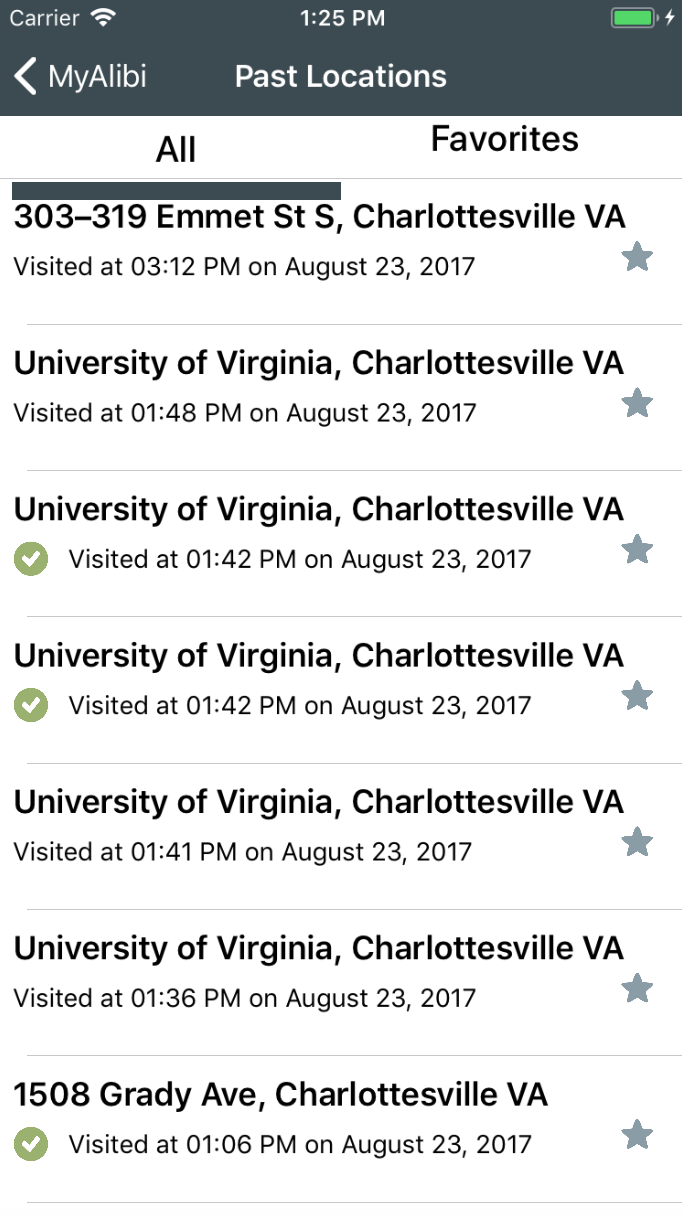 Carrier 1:25 PM
MyAlibi Past Locations
All Favorites
303–319 Emmet St S, Charlottesville VA
Visited at 03:12 PM on August 23, 2017
University of Virginia, Charlottesville VA
Visited at 01:48 PM on August 23, 2017
University of Virginia, Charlottesville VA
Visited at 01:42 PM on August 23, 2017
University of Virginia, Charlottesville VA
Visited at 01:42 PM on August 23, 2017
University of Virginia, Charlottesville VA
Visited at 01:41 PM on August 23, 2017
University of Virginia, Charlottesville VA
Visited at 01:36 PM on August 23, 2017
1508 Grady Ave, Charlottesville VA
Visited at 01:06 PM on August 23, 2017